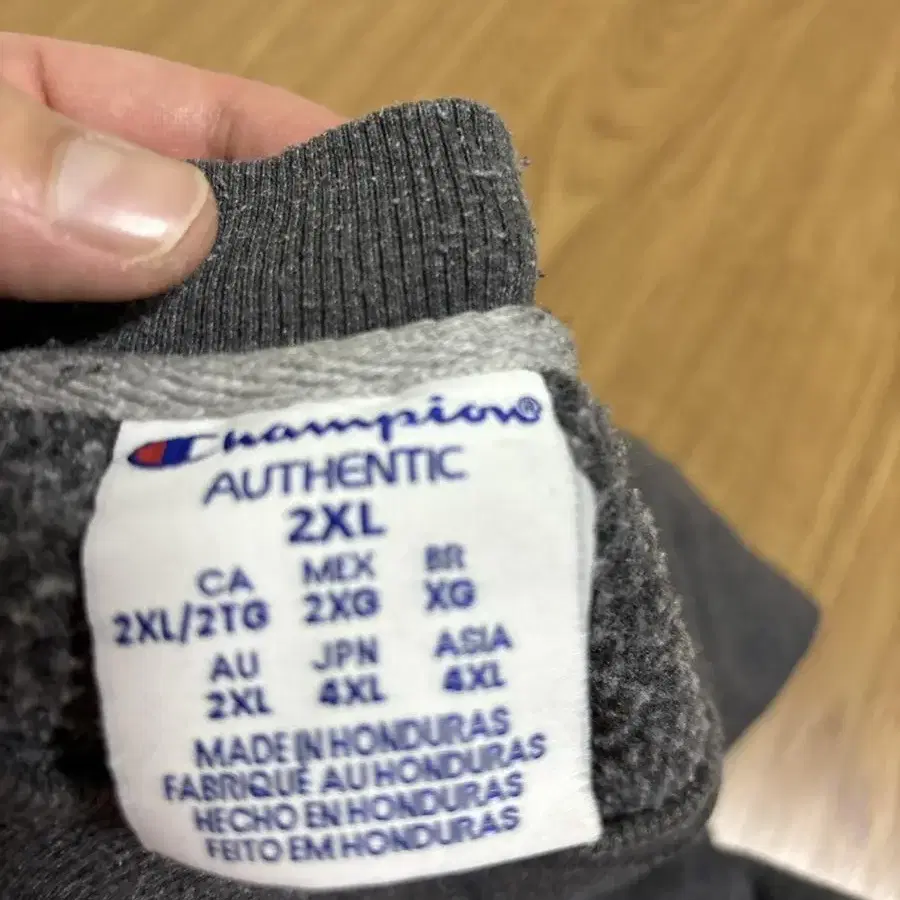 Champion®
AUTHENTIC
2XL
CA MEX BR
2XL/2TG 2XG XG
AU JPN ASIA
2XL 4XL 4XL
MADE IN HONDURAS
FABRIQUÉ AU HONDURAS
HECHO EN HONDURAS
FEITO EM HONDURAS